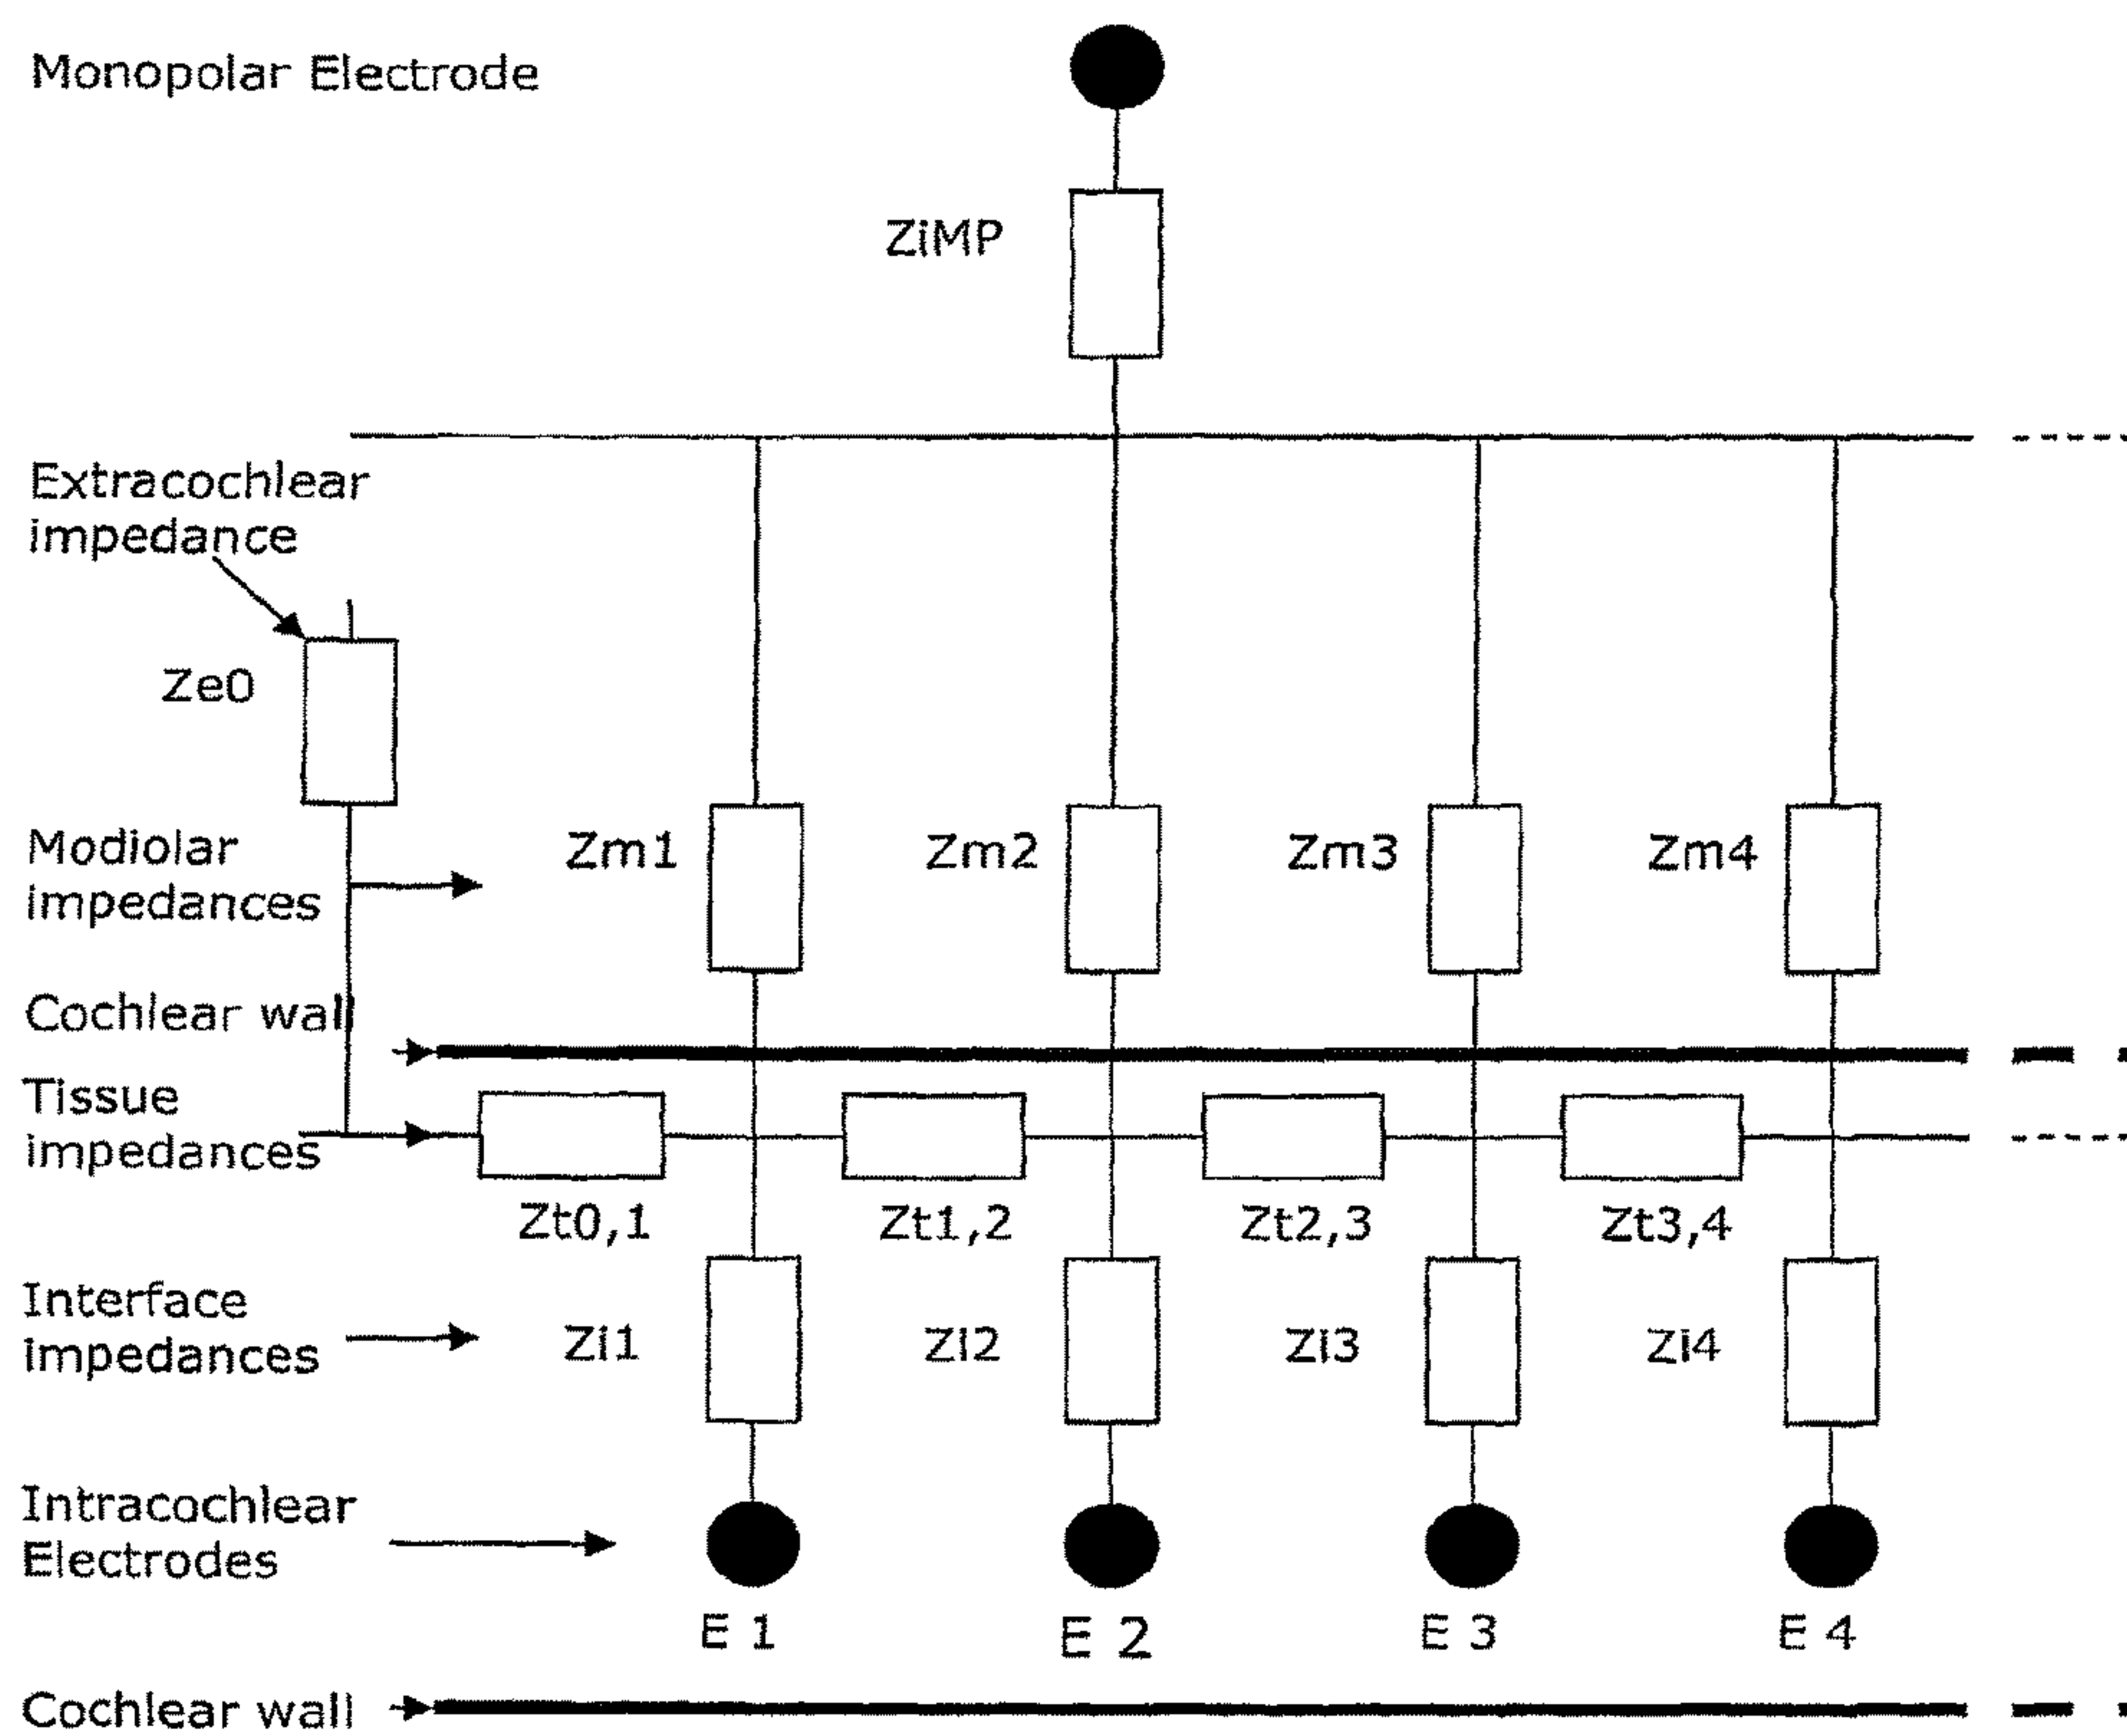 Monopolar Electrode
ZiMP
Extracochlear
impedance
Ze0
Modiolar
impedances
Zm1
Zm2
Zm3
Zm4
Cochlear wall
Tissue
impedances
Zt0,1
Zt1,2
Zt2,3
Zt3,4
Interface
impedances
Zi1
Zi2
Zi3
Zi4
Intracochlear
Electrodes
E 1
E 2
E 3
E 4
Cochlear wall